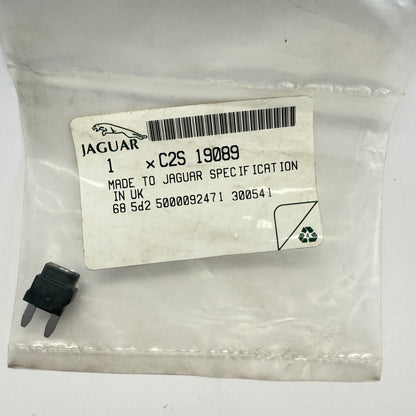 JAGUAR
1 ×C2S 19089
MADE TO JAGUAR SPECIFICATION
IN UK
68 5d2 5000092471 300541